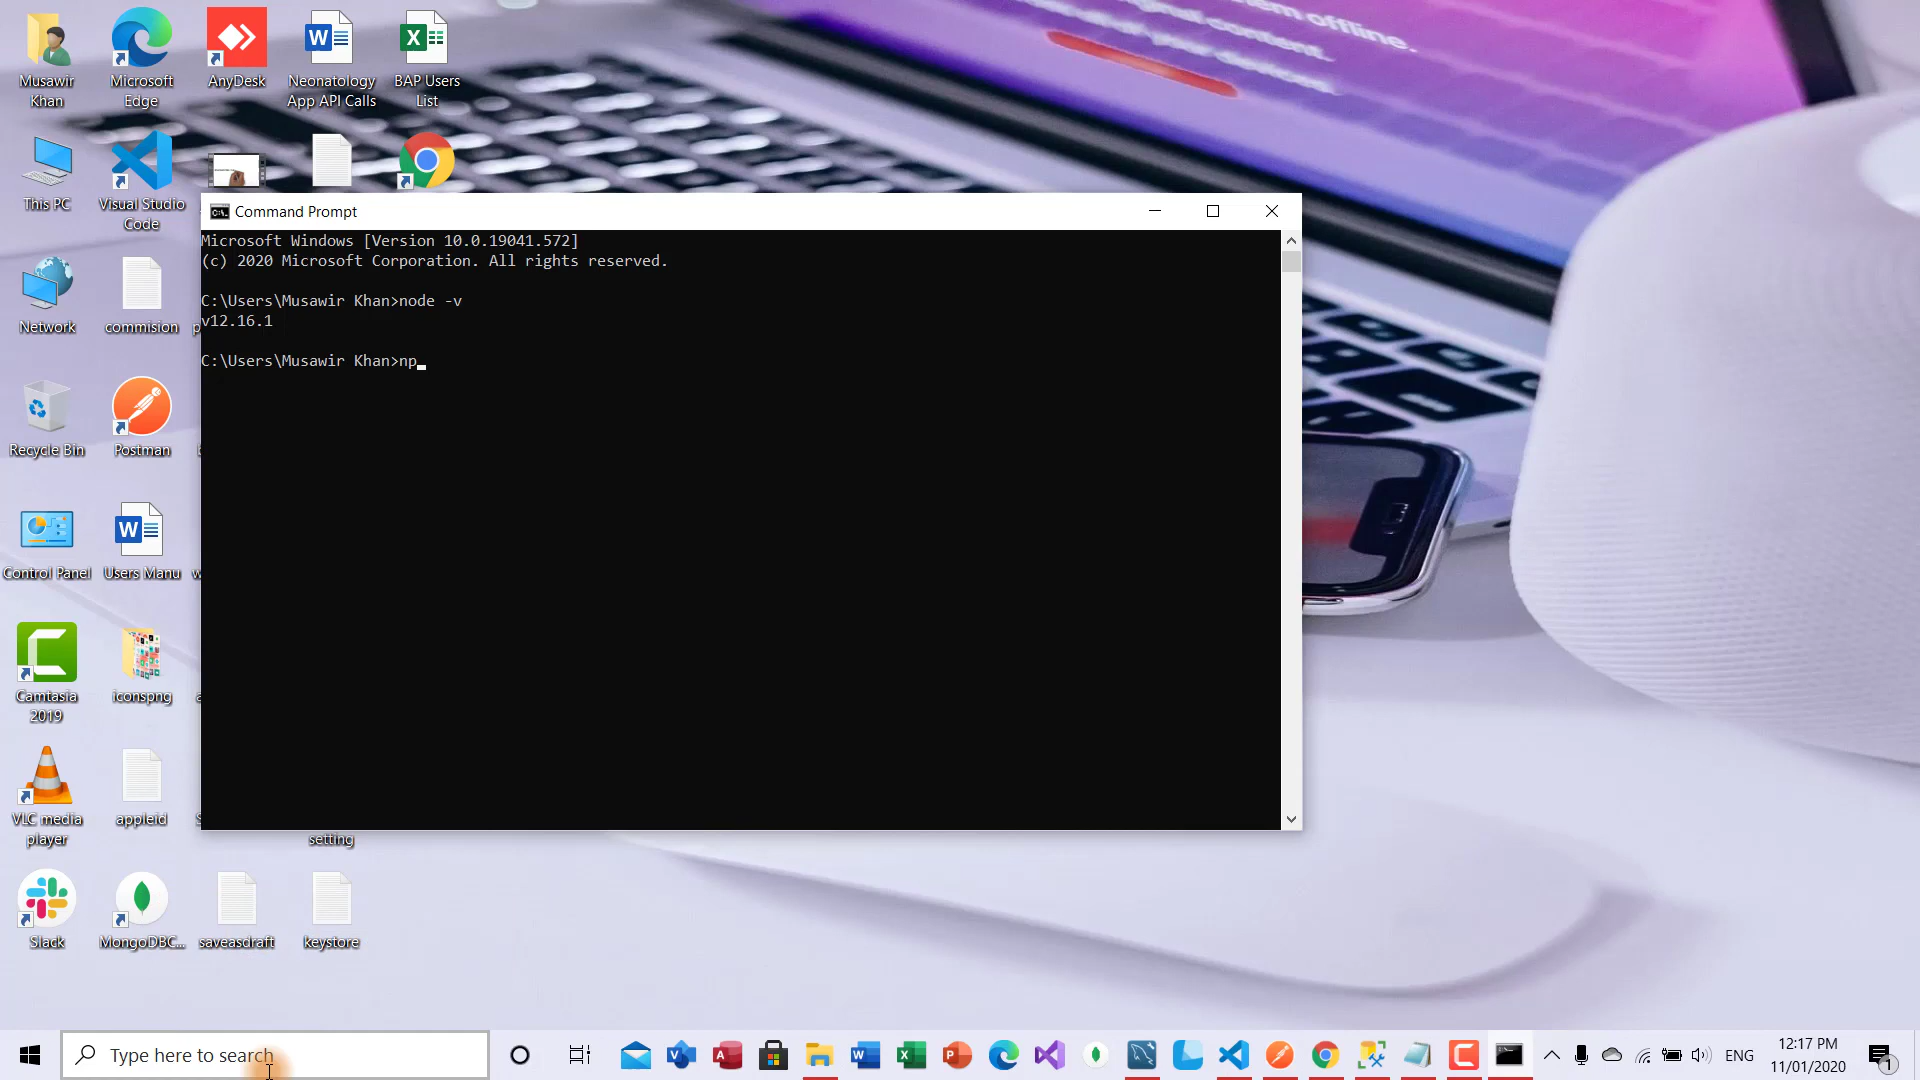 Musawir
Khan
Microsoft
Edge
AnyDesk
Neonatology
App API Calls
BAP Users
List
This PC
Visual Studio
Code
Network
commision
Recycle Bin
Postman
Control Panel
Users Manu
Camtasia
2019
iconspng
VLC media
player
appleid
setting
Slack
MongoDBC...
saveasdraft
keystore
Command Prompt
Microsoft Windows [Version 10.0.19041.572]
(c) 2020 Microsoft Corporation. All rights reserved.
C:\Users\Musawir Khan>node -v
v12.16.1
C:\Users\Musawir Khan>np
Type here to search
ENG
12:17 PM
11/01/2020
1